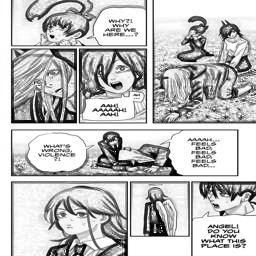 WHY?!
WHY
ARE WE
HERE...?
AAH!
AAAAAH!
AAH!
WHAT'S
WRONG,
VIOLENCE
?!
AAAAH...
FEELS
BAD,
FEELS
BAD,
FEELS
BAD...
ANGEL!
DO YOU
KNOW
WHAT THIS
PLACE IS?